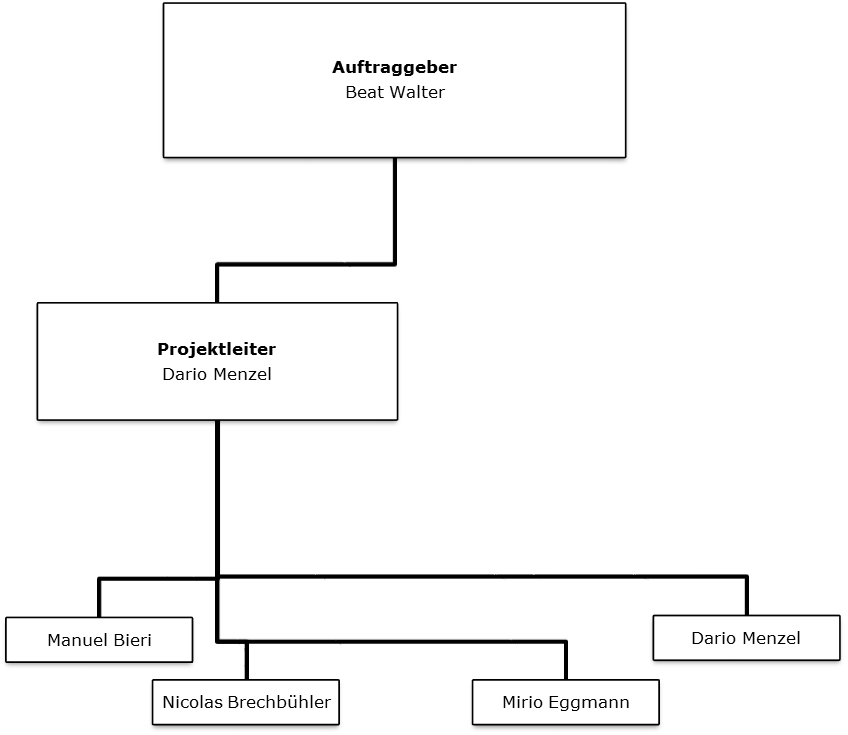 Auftraggeber
Beat Walter
Projektleiter
Dario Menzel
Manuel Bieri
Dario Menzel
Nicolas Brechbühler
Mirio Eggmann